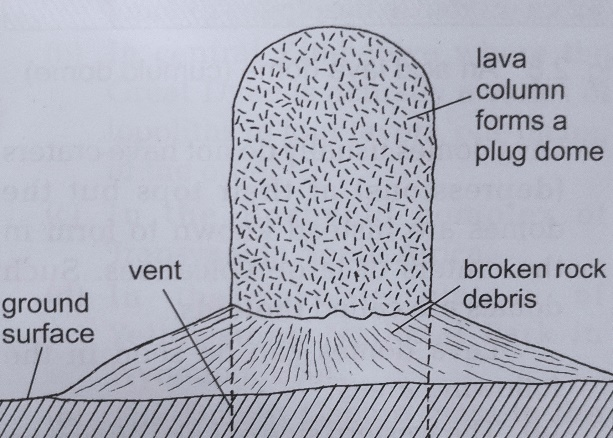 lava
column
forms a
plug dome
vent
broken rock
debris
ground
surface